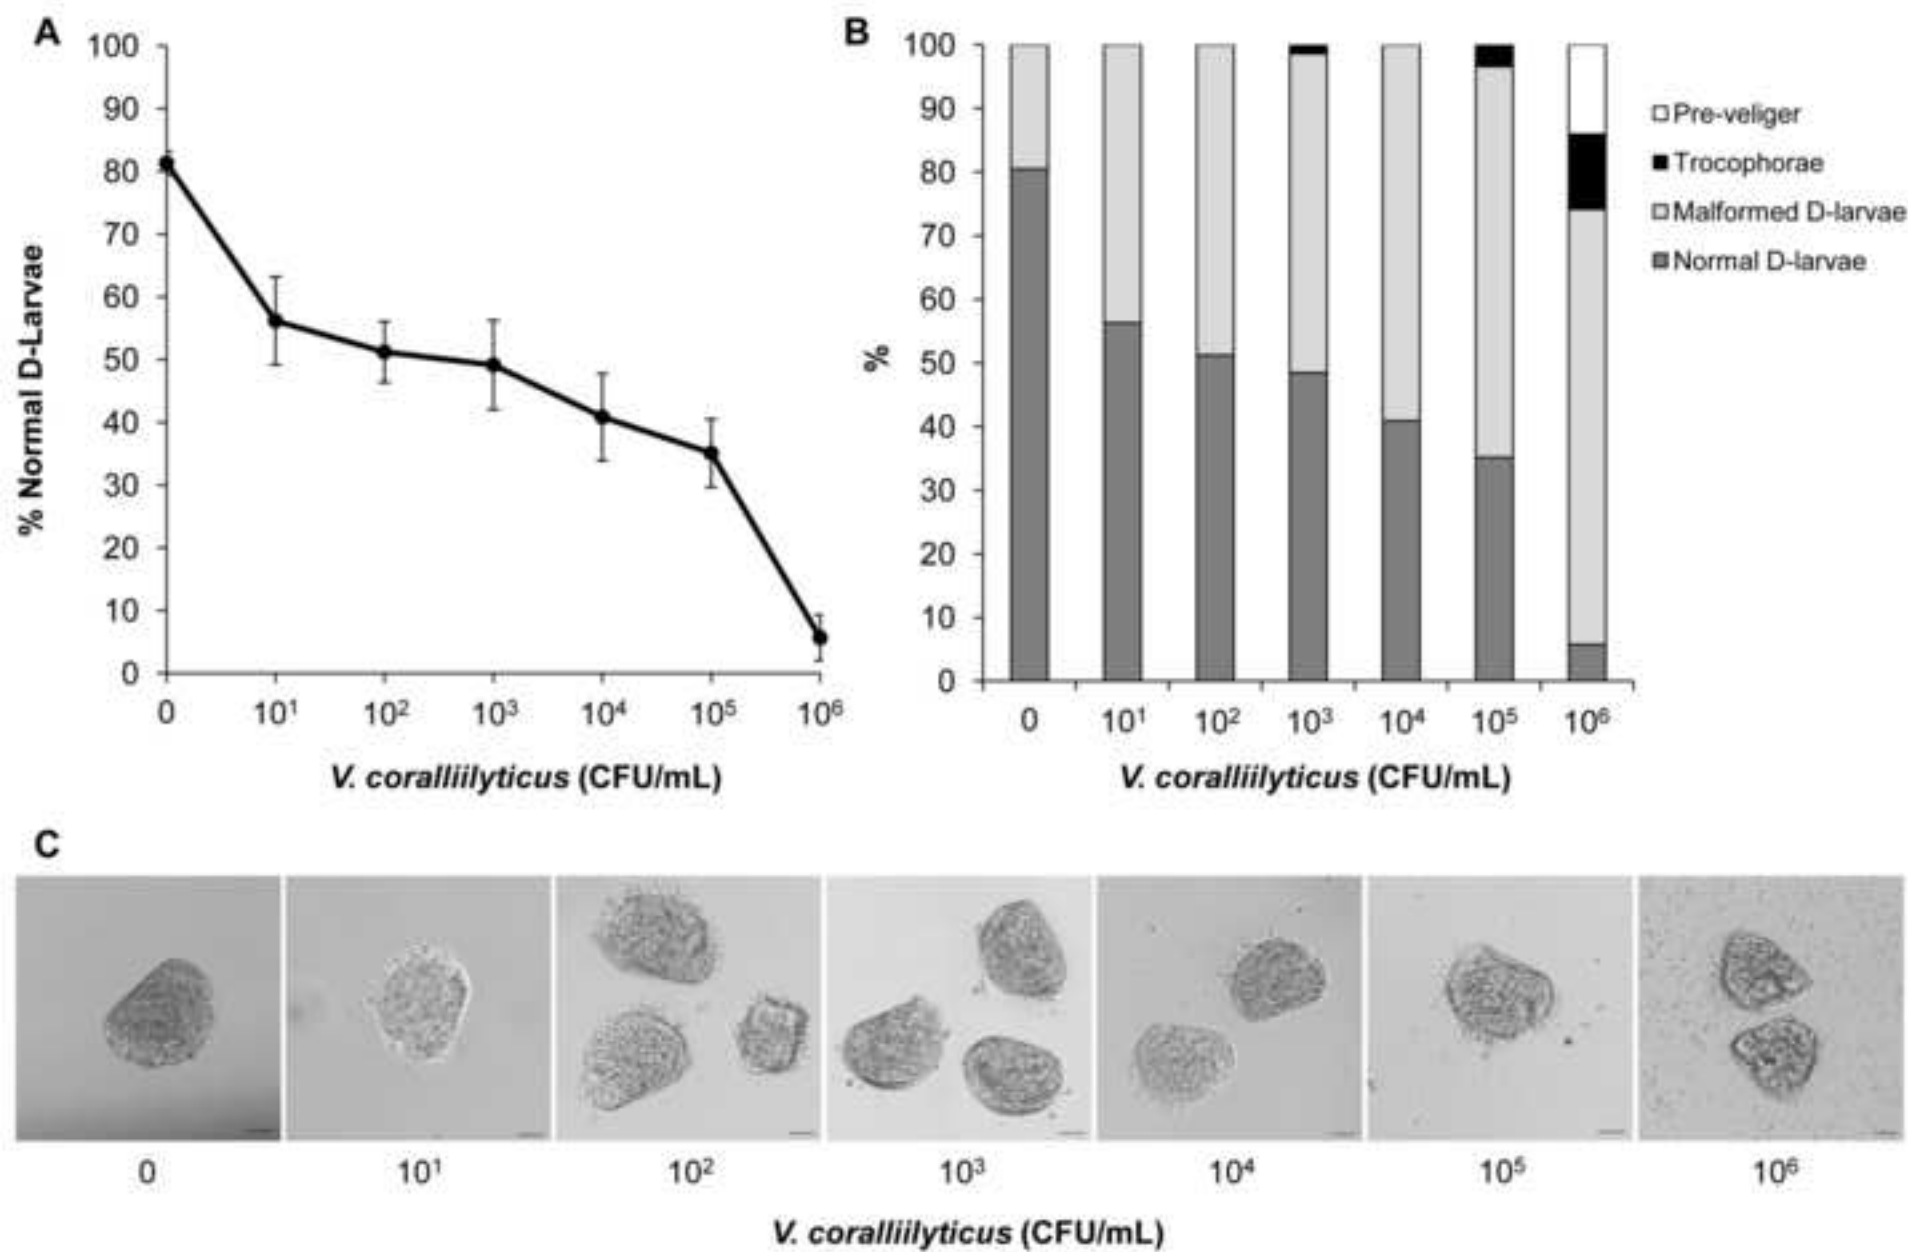 A
100
90
80
70
60
50
40
30
20
10
0
% Normal D-Larvae
0 10¹ 10² 10³ 10⁴ 10⁵ 10⁶
V. coralliilyticus (CFU/mL)
B
100
90
80
70
60
50
40
30
20
10
0
%
0 10¹ 10² 10³ 10⁴ 10⁵ 10⁶
V. coralliilyticus (CFU/mL)
Pre-veliger
Trocophorae
Malformed D-larvae
Normal D-larvae
C
0 10¹ 10² 10³ 10⁴ 10⁵ 10⁶
V. coralliilyticus (CFU/mL)